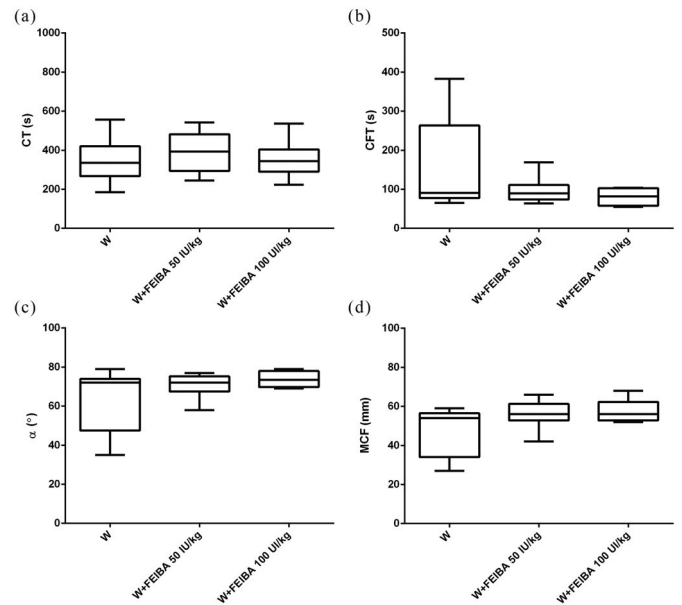 (a)
1000
800
600
400
200
0
CT (s)
W
W+FEIBA 50 IU/kg
W+FEIBA 100 UI/kg
(b)
500
400
300
200
100
0
CFT (s)
W
W+FEIBA 50 IU/kg
W+FEIBA 100 UI/kg
(c)
100
80
60
40
20
0
α (°)
W
W+FEIBA 50 IU/kg
W+FEIBA 100 UI/kg
(d)
100
80
60
40
20
0
MCF (mm)
W
W+FEIBA 50 IU/kg
W+FEIBA 100 UI/kg